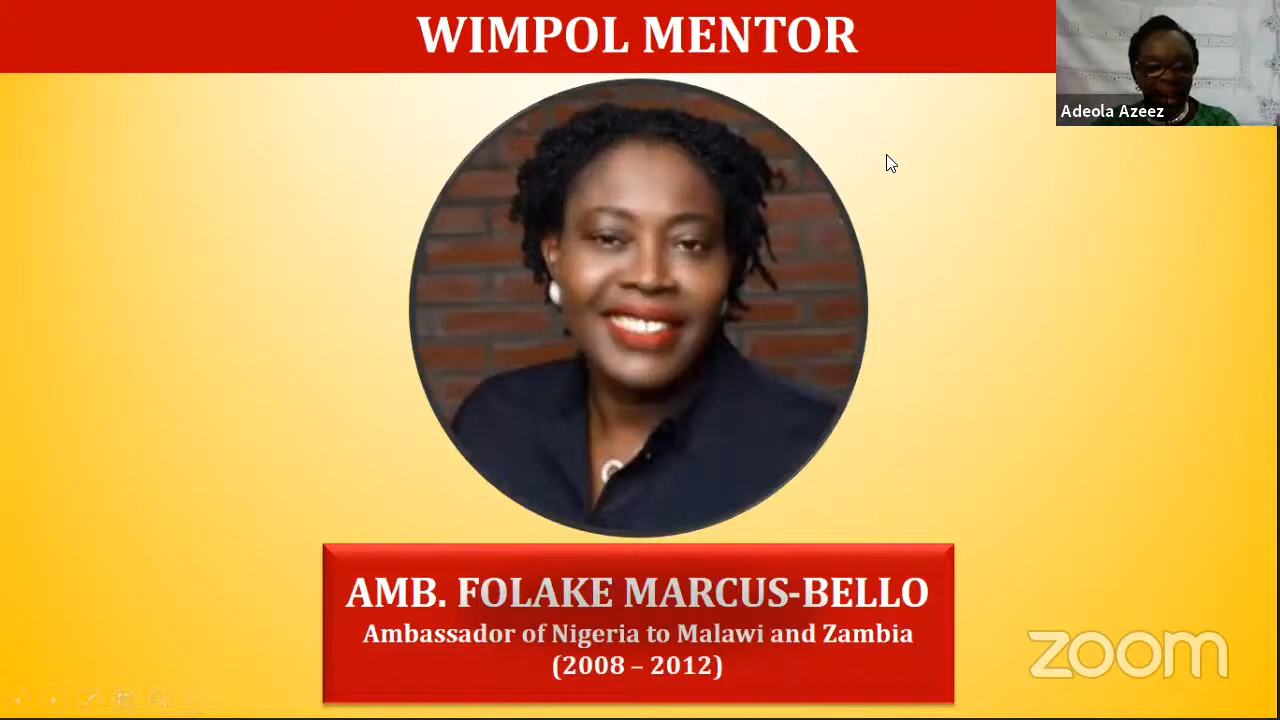 WIMPOL MENTOR
Adeola Azeez
AMB. FOLAKE MARCUS-BELLO
Ambassador of Nigeria to Malawi and Zambia
(2008 – 2012)
zoom